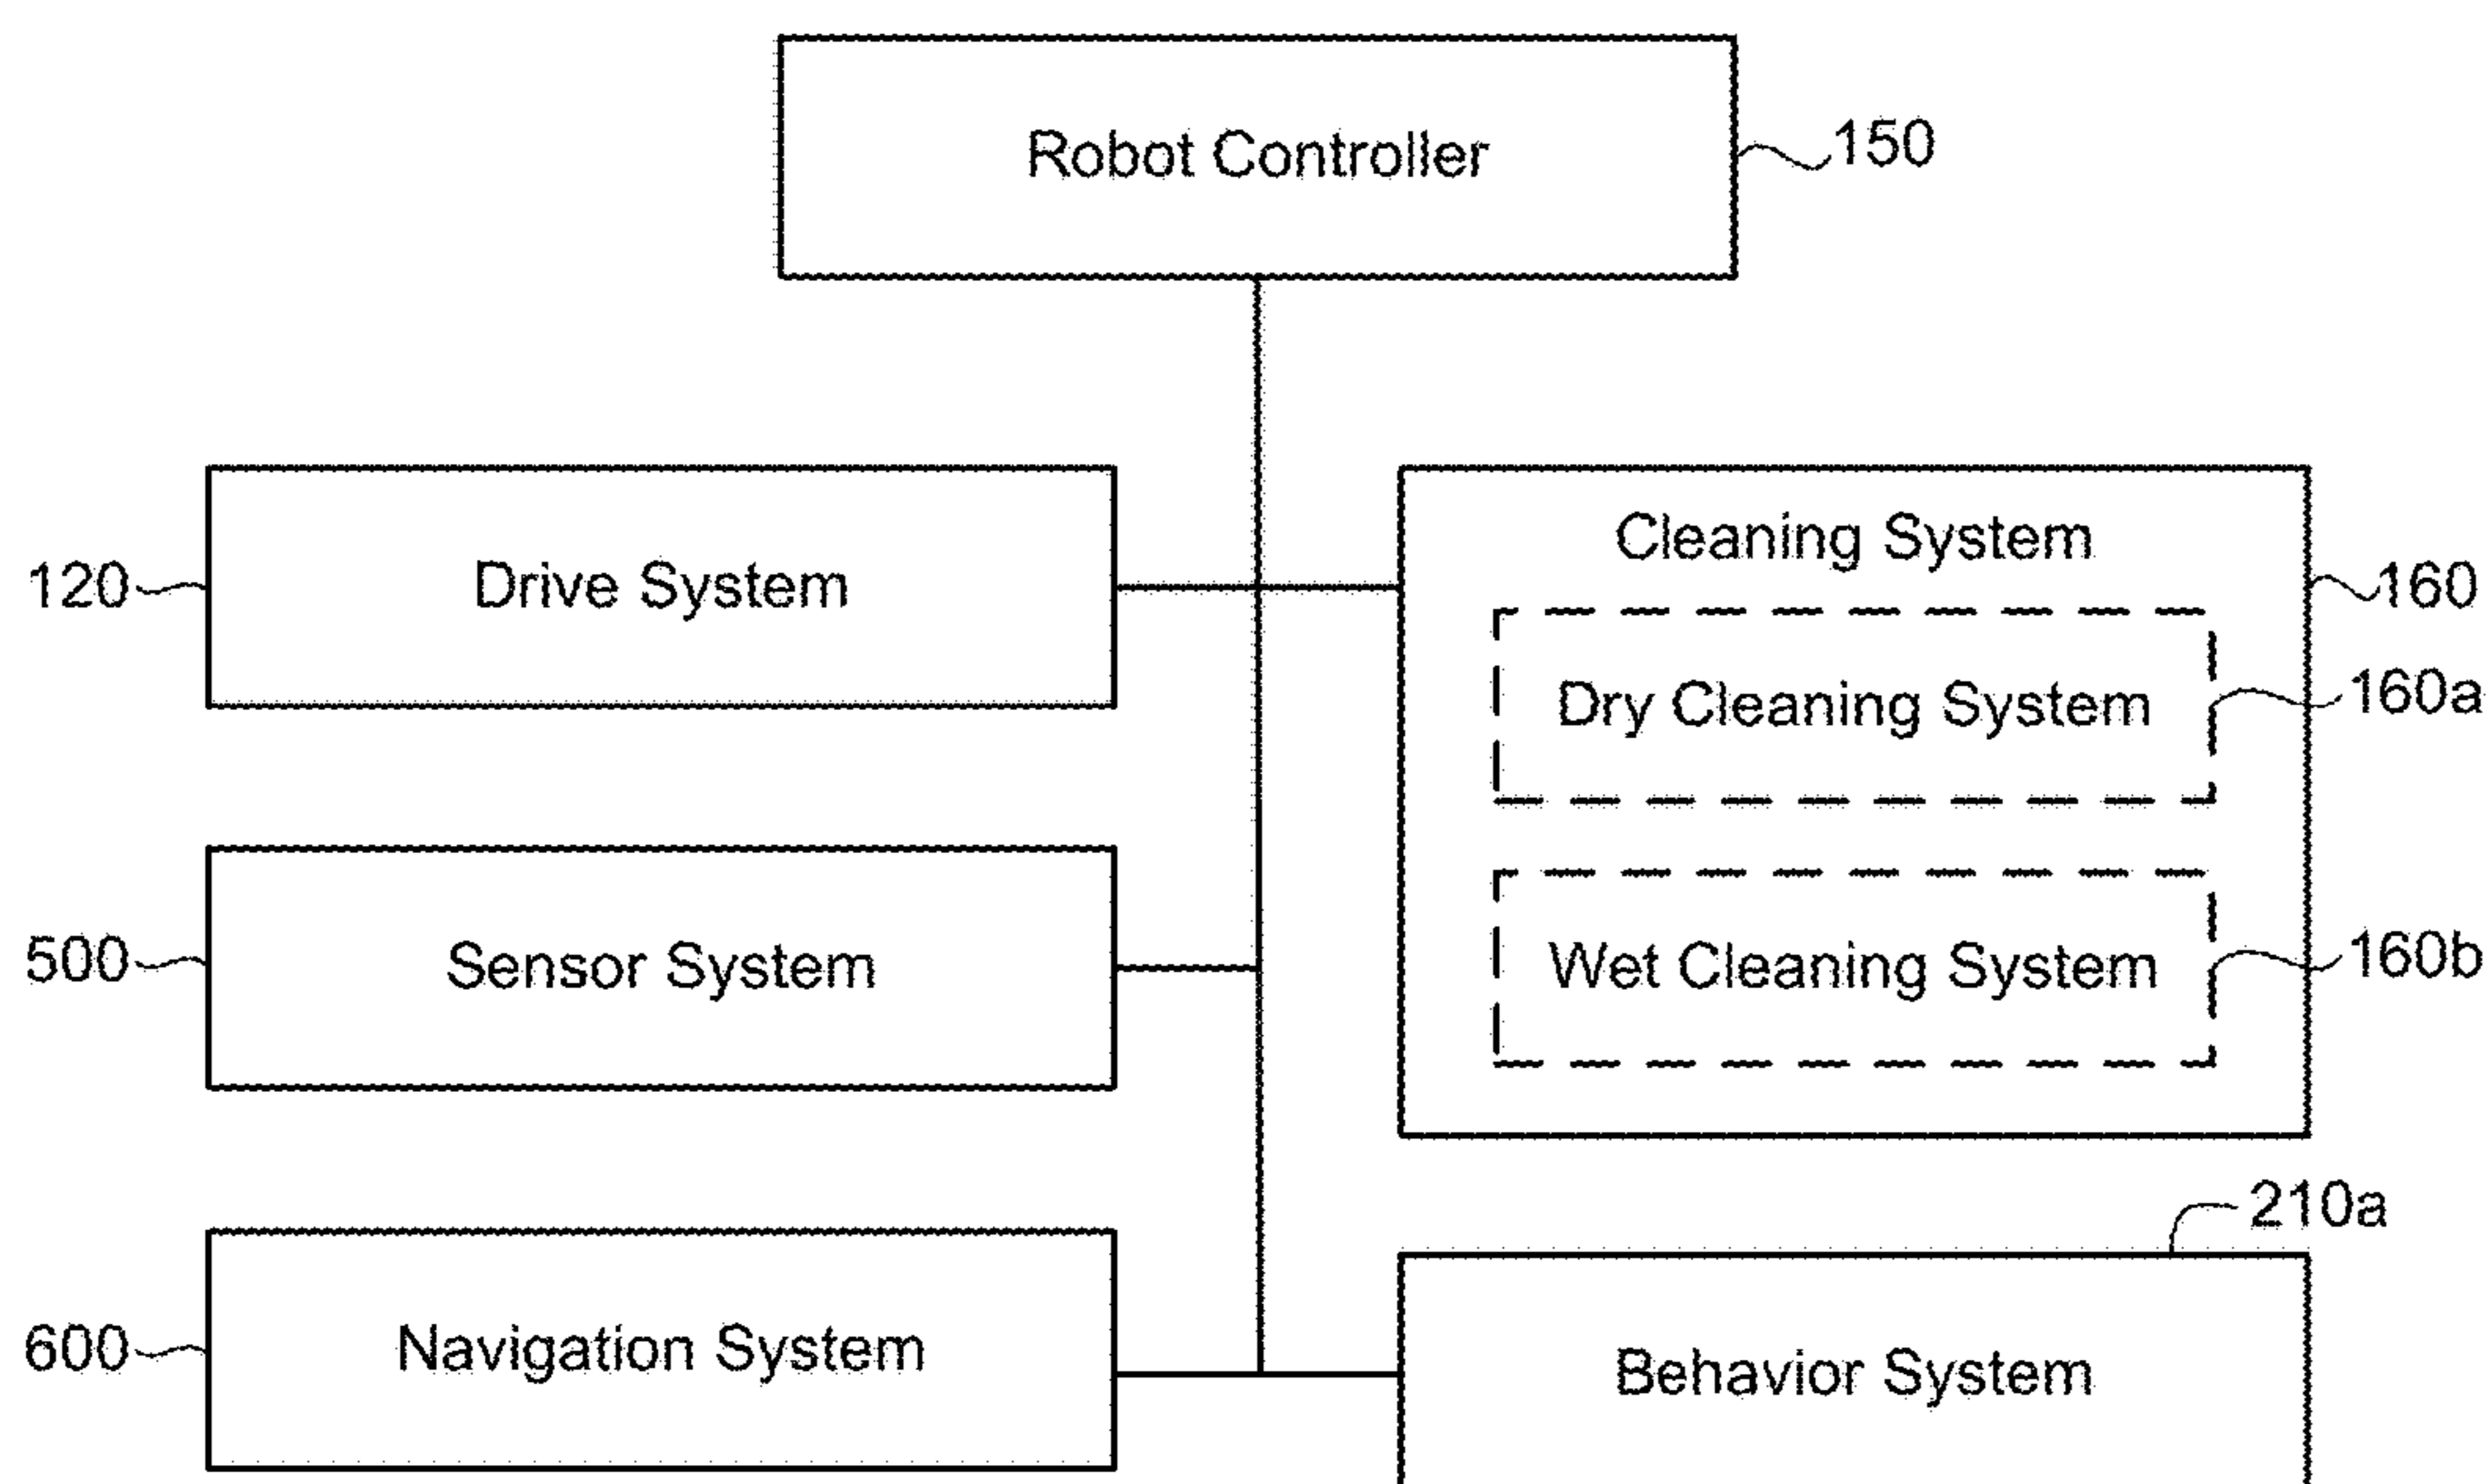 Robot Controller
150
Drive System
120
Cleaning System
160
Dry Cleaning System
160a
Wet Cleaning System
160b
Sensor System
500
Navigation System
600
Behavior System
210a